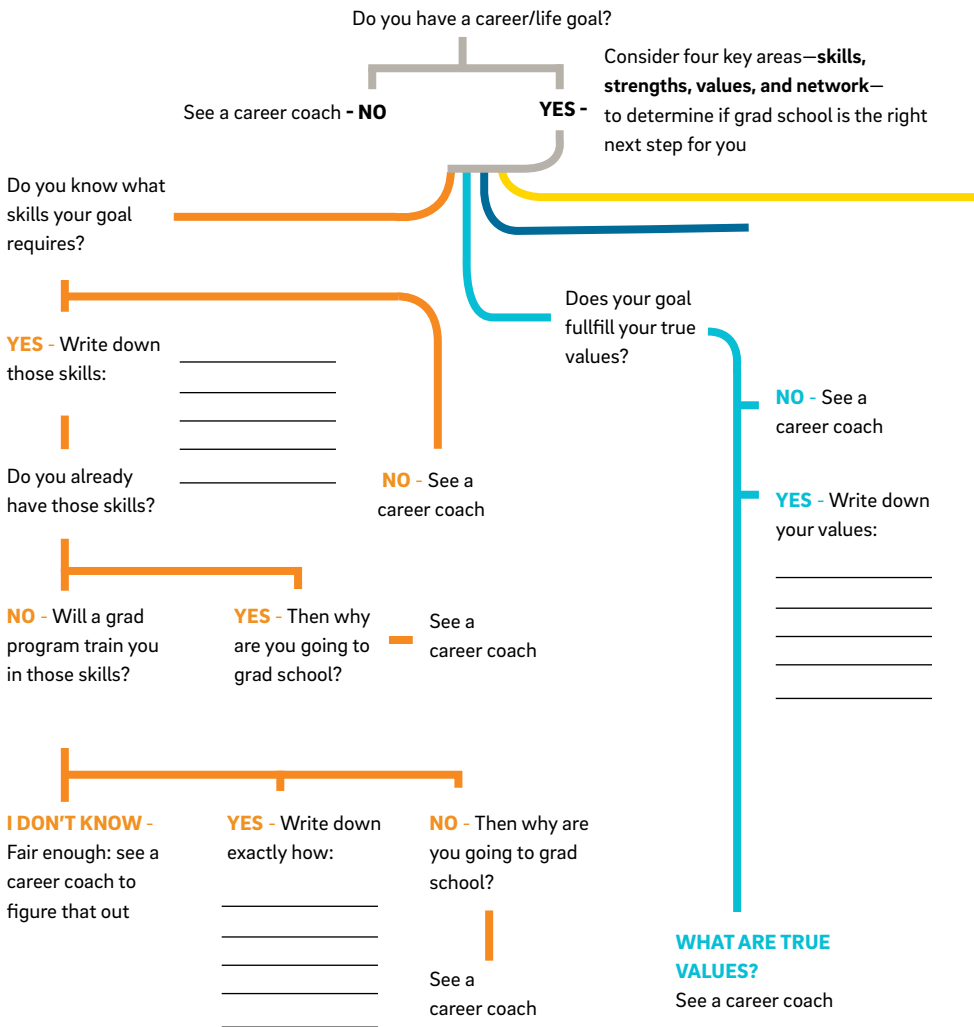 Do you have a career/life goal?
See a career coach - NO
YES -
Consider four key areas—skills,
strengths, values, and network—
to determine if grad school is the right
next step for you
Do you know what
skills your goal
requires?
YES - Write down
those skills:
Do you already
have those skills?
NO - See a
career coach
NO - Will a grad
program train you
in those skills?
YES - Then why
are you going to
grad school?
See a
career coach
I DON'T KNOW -
Fair enough: see a
career coach to
figure that out
YES - Write down
exactly how:
NO - Then why are
you going to grad
school?
See a
career coach
Does your goal
fullfill your true
values?
NO - See a
career coach
YES - Write down
your values:
WHAT ARE TRUE
VALUES?
See a career coach